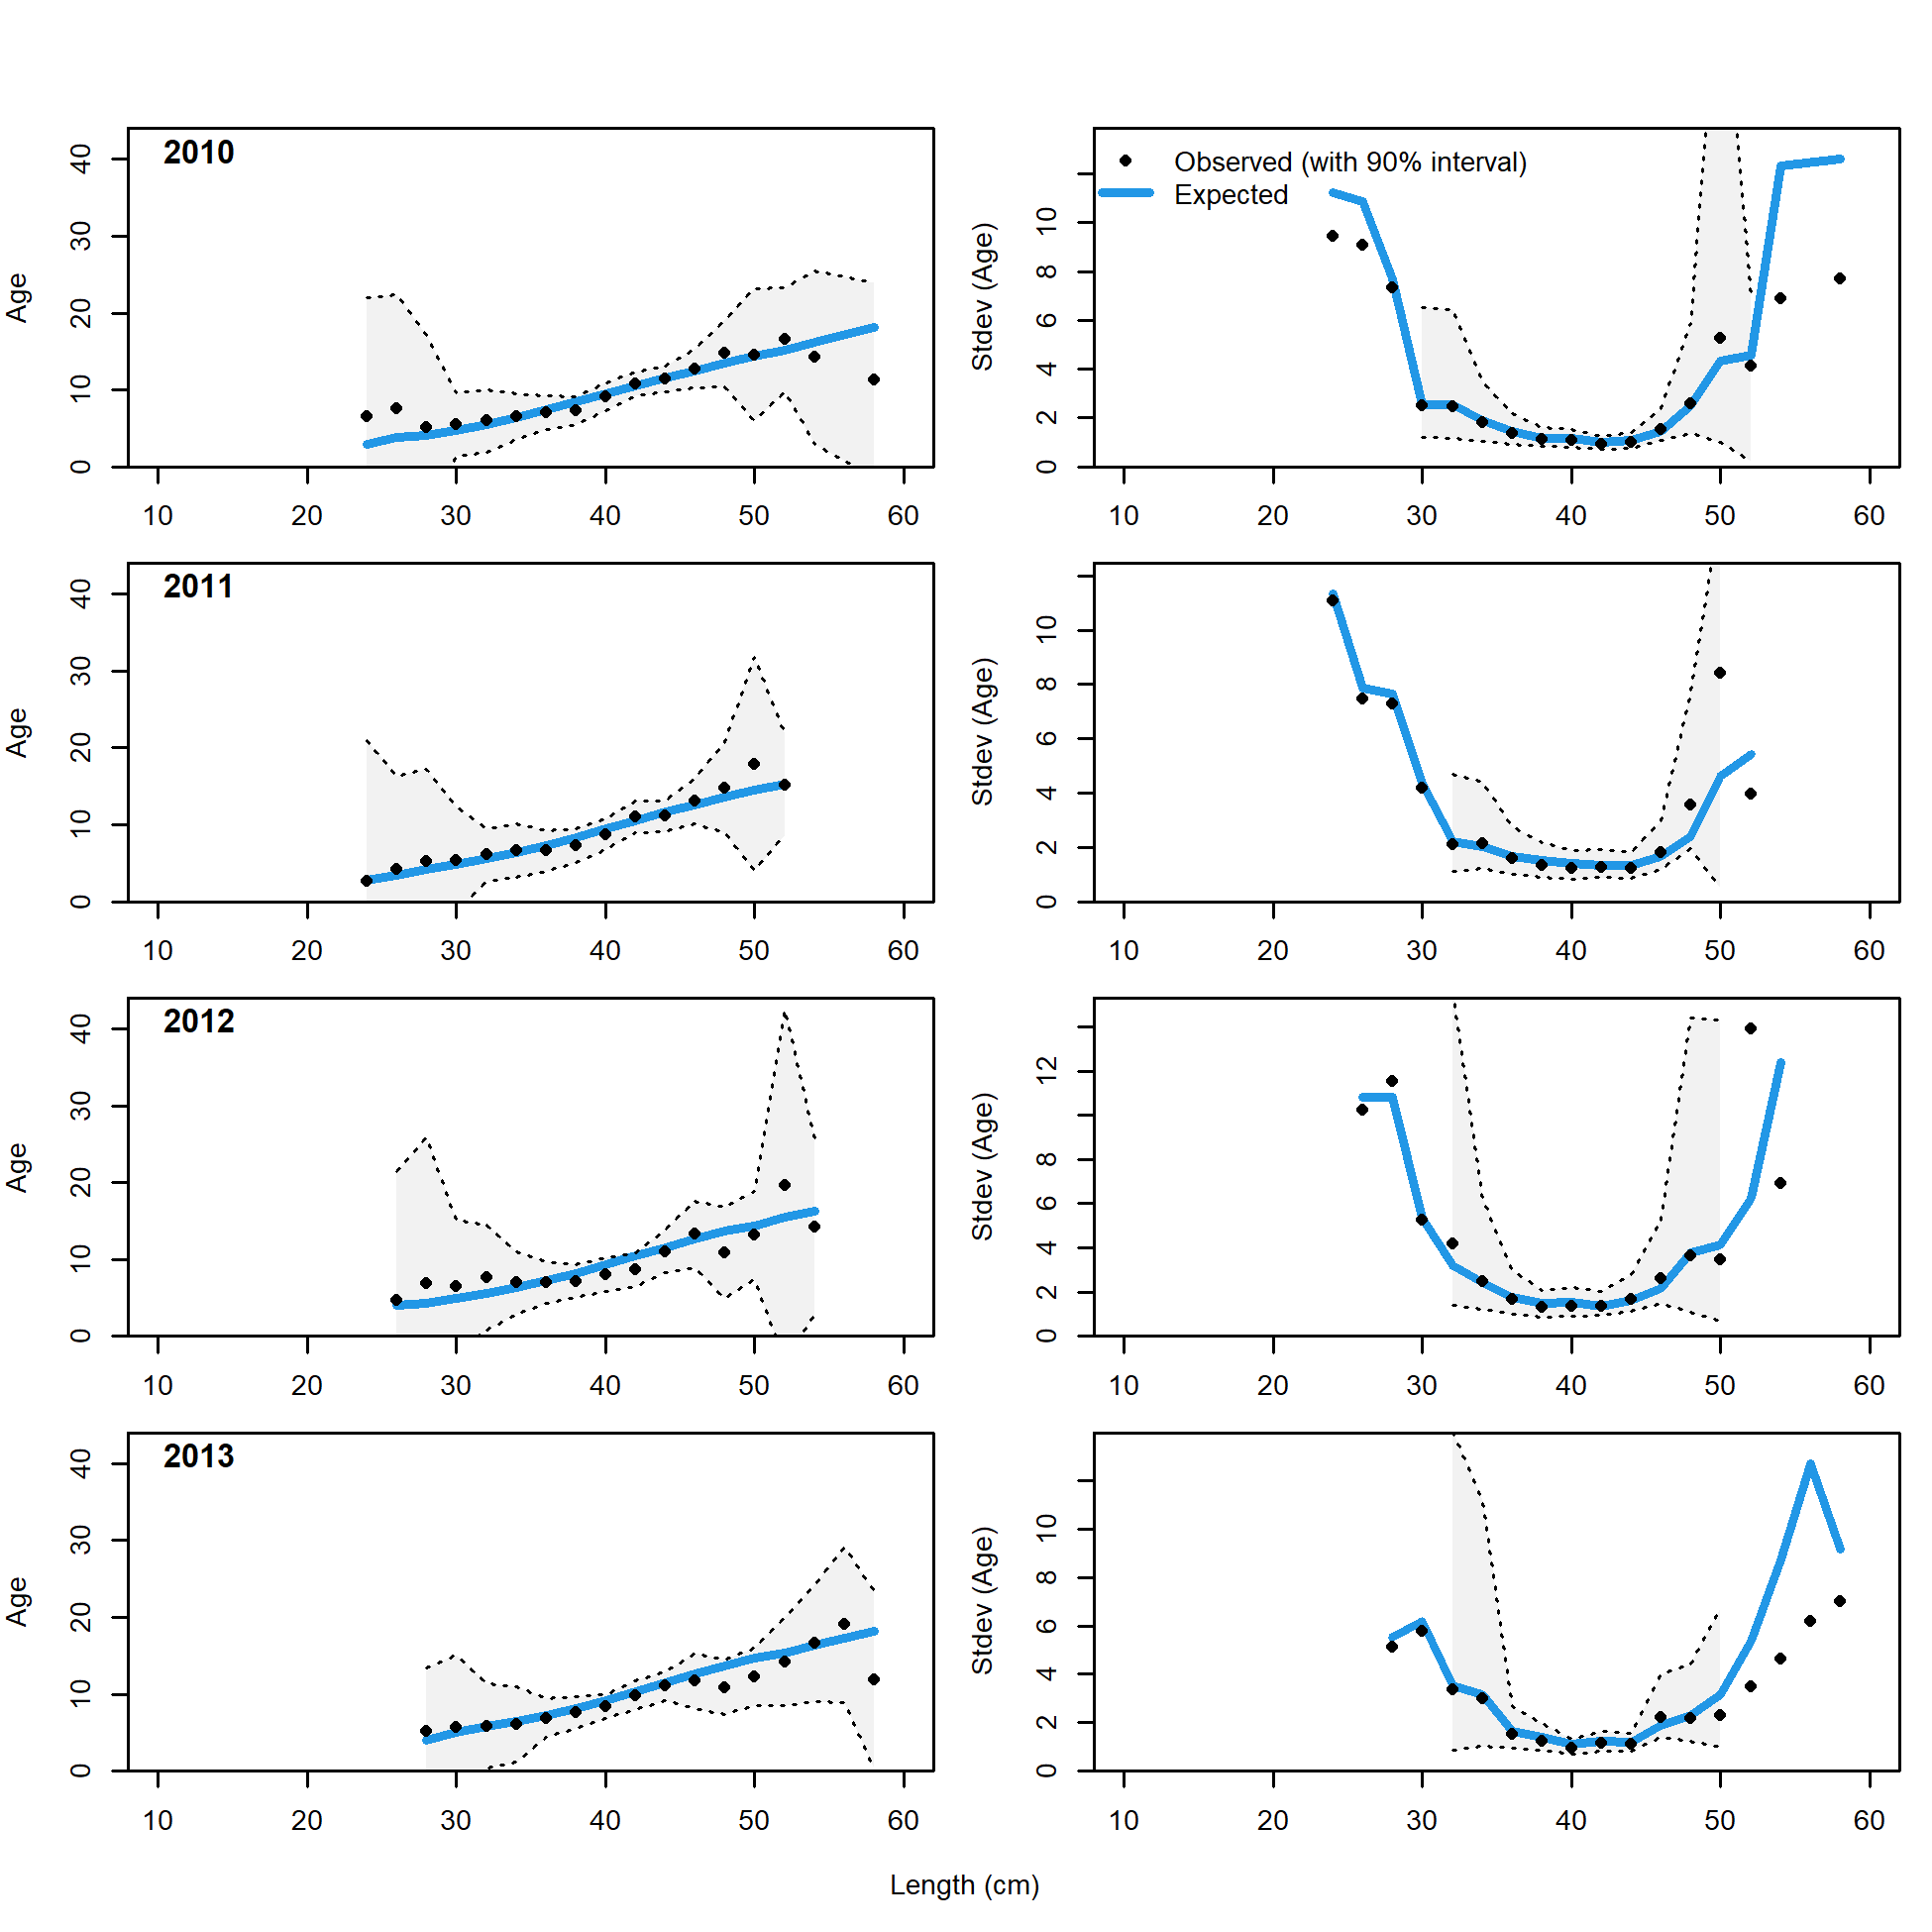 2010
Age
0 10 20 30 40
10 20 30 40 50 60
Observed (with 90% interval)
Expected
Stdev (Age)
0 2 4 6 8 10
10 20 30 40 50 60
2011
Age
0 10 20 30 40
10 20 30 40 50 60
Stdev (Age)
0 2 4 6 8 10
10 20 30 40 50 60
2012
Age
0 10 20 30 40
10 20 30 40 50 60
Stdev (Age)
0 2 4 6 8 12
10 20 30 40 50 60
2013
Age
0 10 20 30 40
10 20 30 40 50 60
Stdev (Age)
0 2 4 6 8 10
10 20 30 40 50 60
Length (cm)